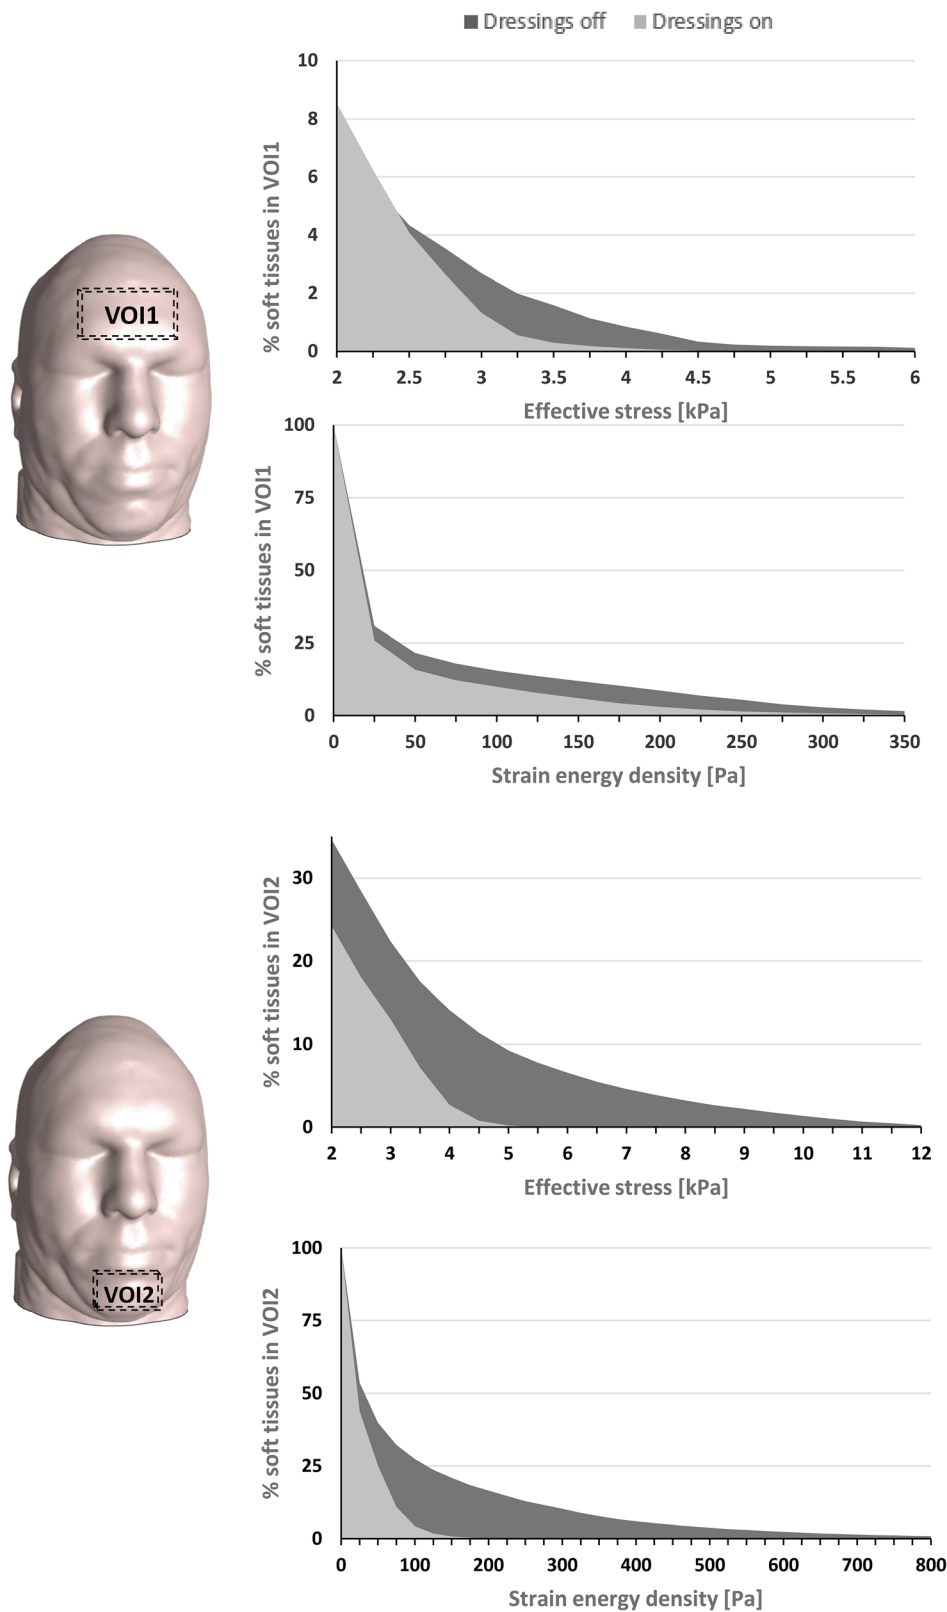 Dressings off Dressings on
10
8
6
4
2
0
% soft tissues in VOI1
2 2.5 3 3.5 4 4.5 5 5.5 6
Effective stress [kPa]
VOI1
100
75
50
25
0
% soft tissues in VOI1
0 50 100 150 200 250 300 350
Strain energy density [Pa]
30
20
10
0
% soft tissues in VOI2
2 3 4 5 6 7 8 9 10 11 12
Effective stress [kPa]
VOI2
100
75
50
25
0
% soft tissues in VOI2
0 100 200 300 400 500 600 700 800
Strain energy density [Pa]